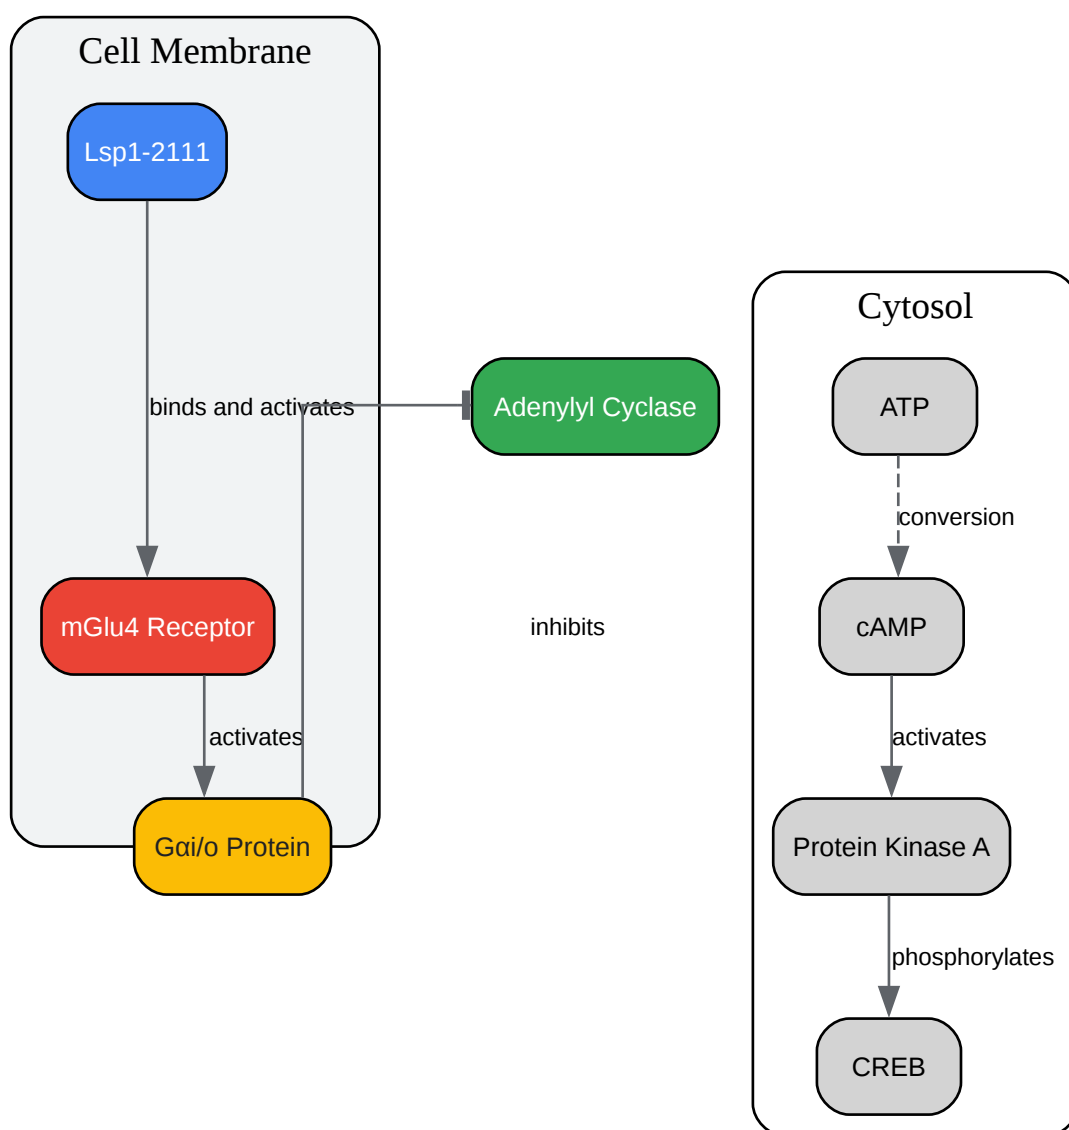 Cell Membrane
Lsp1-2111
binds and activates
mGlu4 Receptor
activates
Gαi/o Protein
Adenylyl Cyclase
inhibits
Cytosol
ATP
conversion
cAMP
activates
Protein Kinase A
phosphorylates
CREB